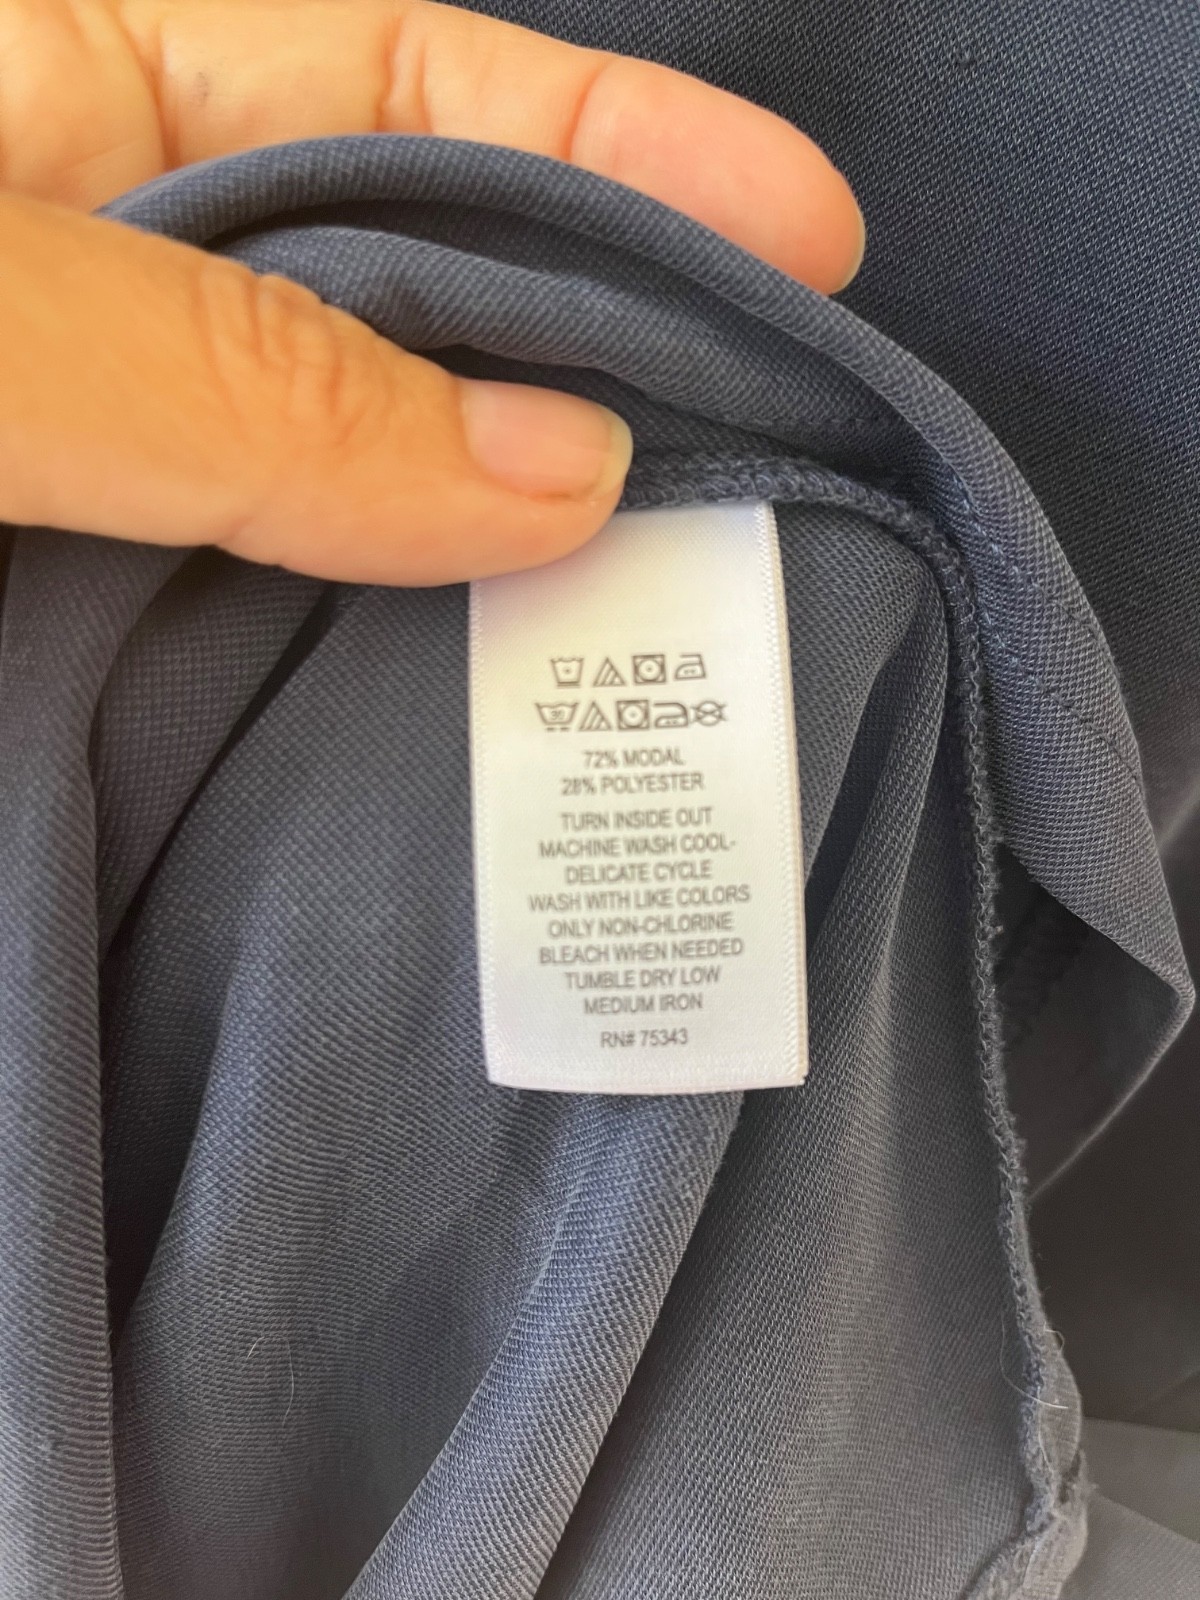 30
72% MODAL
28% POLYESTER
TURN INSIDE OUT
MACHINE WASH COOL-
DELICATE CYCLE
WASH WITH LIKE COLORS
ONLY NON-CHLORINE
BLEACH WHEN NEEDED
TUMBLE DRY LOW
MEDIUM IRON
RN# 75343